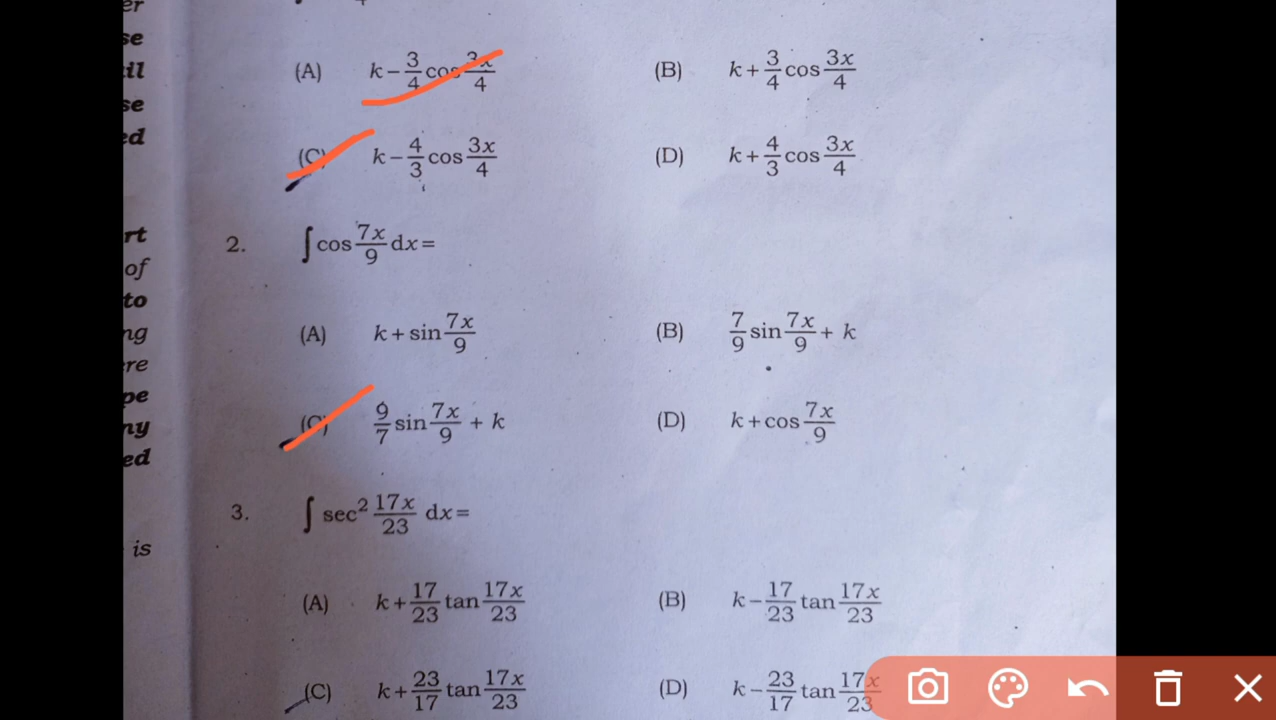 er
se
il
se
ed
rt
of
to
ng
re
pe
ny
ed
is
(A) k - 3/4 cos 3x/4 (B) k + 3/4 cos 3x/4
(C) k - 4/3 cos 3x/4 (D) k + 4/3 cos 3x/4
2. ∫ cos 7x/9 dx =
(A) k + sin 7x/9 (B) 7/9 sin 7x/9 + k
(C) 9/7 sin 7x/9 + k (D) k + cos 7x/9
3. ∫ sec² 17x/23 dx =
(A) k + 17/23 tan 17x/23 (B) k - 17/23 tan 17x/23
(C) k + 23/17 tan 17x/23 (D) k - 23/17 tan 17x/23